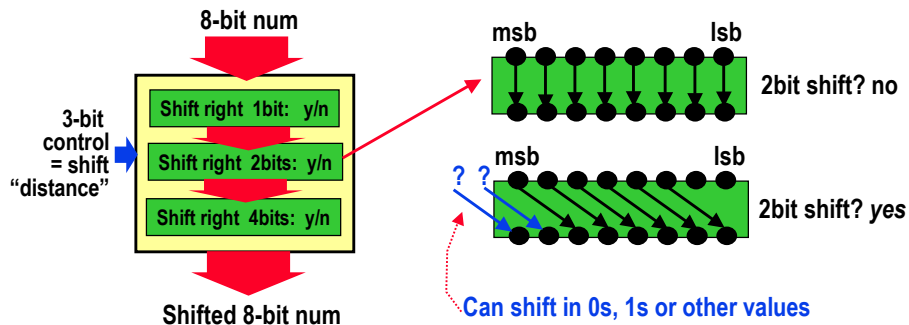 8-bit num
Shift right 1bit: y/n
Shift right 2bits: y/n
Shift right 4bits: y/n
3-bit
control
= shift
“distance”
Shifted 8-bit num
msb
lsb
2bit shift? no
msb
lsb
? ?
2bit shift? yes
Can shift in 0s, 1s or other values